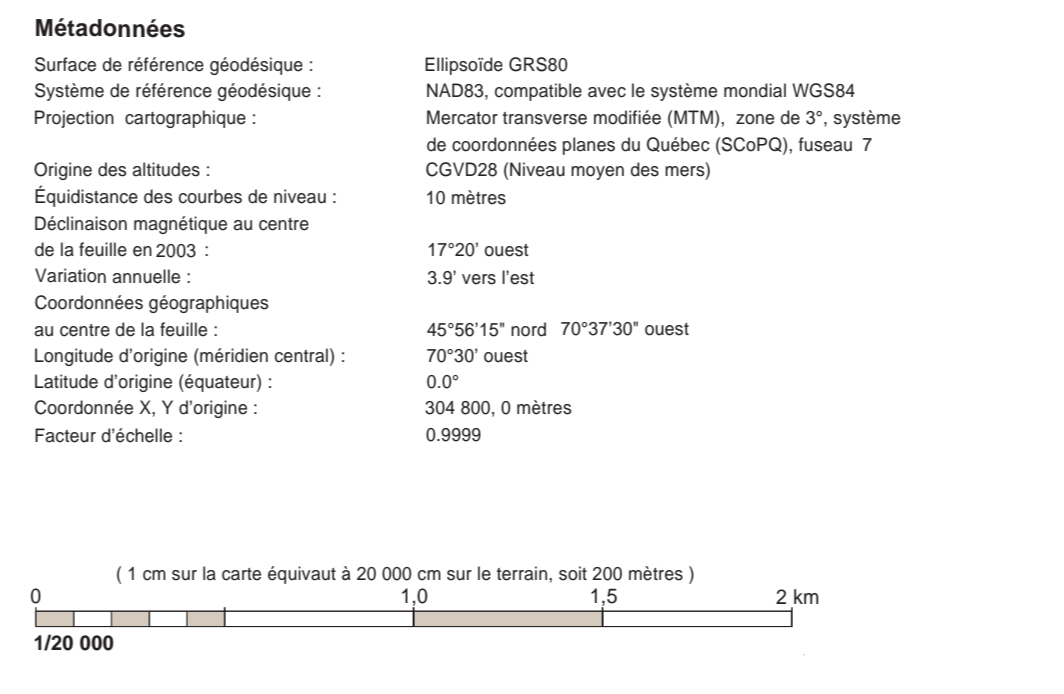 Métadonnées
Surface de référence géodésique : Ellipsoïde GRS80
Système de référence géodésique : NAD83, compatible avec le système mondial WGS84
Projection cartographique : Mercator transverse modifiée (MTM), zone de 3°, système
de coordonnées planes du Québec (SCoPQ), fuseau 7
Origine des altitudes : CGVD28 (Niveau moyen des mers)
Équidistance des courbes de niveau : 10 mètres
Déclinaison magnétique au centre
de la feuille en 2003 : 17°20' ouest
Variation annuelle : 3.9' vers l'est
Coordonnées géographiques
au centre de la feuille : 45°56'15" nord 70°37'30" ouest
Longitude d'origine (méridien central) : 70°30' ouest
Latitude d'origine (équateur) : 0.0°
Coordonnée X, Y d'origine : 304 800, 0 mètres
Facteur d'échelle : 0.9999
( 1 cm sur la carte équivaut à 20 000 cm sur le terrain, soit 200 mètres )
0 1,0 1,5 2 km
1/20 000